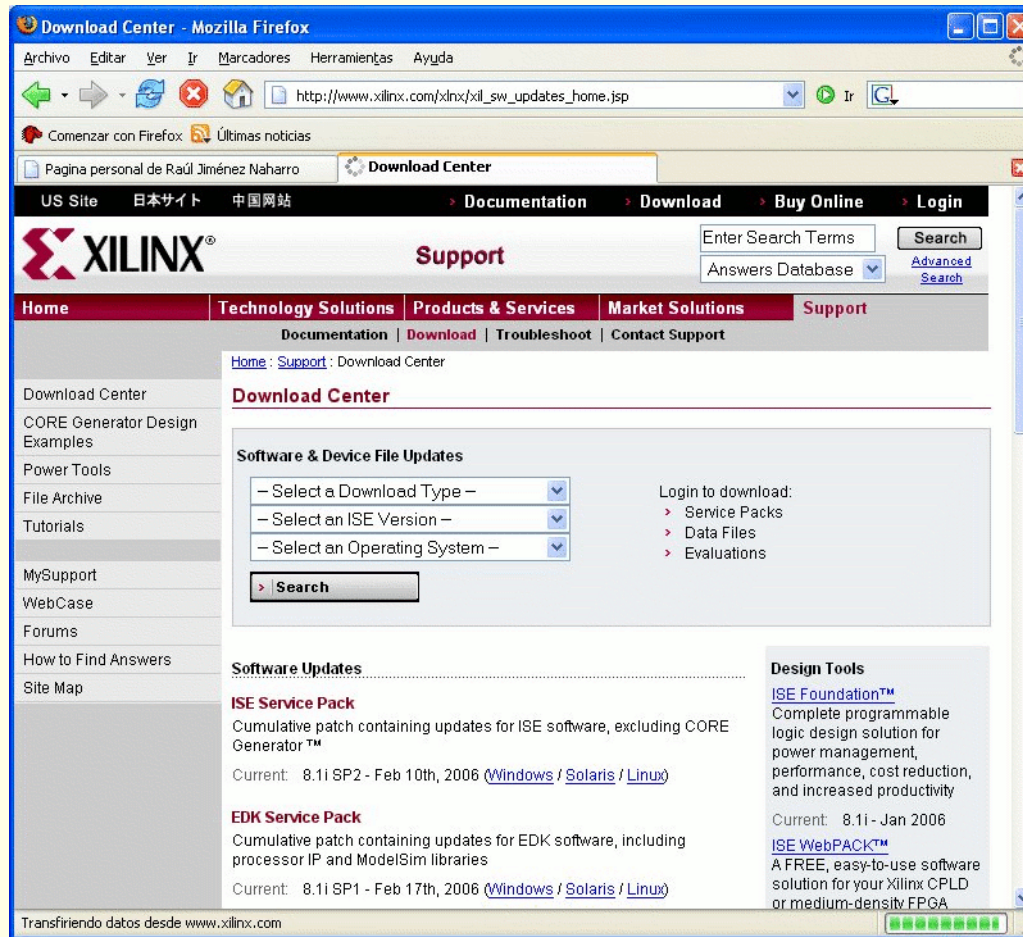 Download Center - Mozilla Firefox
Archivo Editar Ver Ir Marcadores Herramientas Ayuda
http://www.xilinx.com/xlnx/xil_sw_updates_home.jsp Ir G
Comenzar con Firefox Últimas noticias
Pagina personal de Raúl Jiménez Naharro Download Center
US Site 日本サイト 中国网站 Documentation Download Buy Online Login
XILINX® Support Enter Search Terms Search
Answers Database Advanced
Search
Home Technology Solutions Products & Services Market Solutions Support
Documentation | Download | Troubleshoot | Contact Support
Home : Support : Download Center
Download Center
CORE Generator Design
Examples
Power Tools
File Archive
Tutorials
MySupport
WebCase
Forums
How to Find Answers
Site Map
Download Center
Software & Device File Updates
– Select a Download Type –
– Select an ISE Version –
– Select an Operating System –
Search
Login to download:
Service Packs
Data Files
Evaluations
Software Updates
ISE Service Pack
Cumulative patch containing updates for ISE software, excluding CORE
Generator ™
Current: 8.1i SP2 - Feb 10th, 2006 (Windows / Solaris / Linux)
EDK Service Pack
Cumulative patch containing updates for EDK software, including
processor IP and ModelSim libraries
Current: 8.1i SP1 - Feb 17th, 2006 (Windows / Solaris / Linux)
Design Tools
ISE Foundation™
Complete programmable
logic design solution for
power management,
performance, cost reduction,
and increased productivity
Current: 8.1i - Jan 2006
ISE WebPACK™
A FREE, easy-to-use software
solution for your Xilinx CPLD
or medium-density FPGA
Transfiriendo datos desde www.xilinx.com